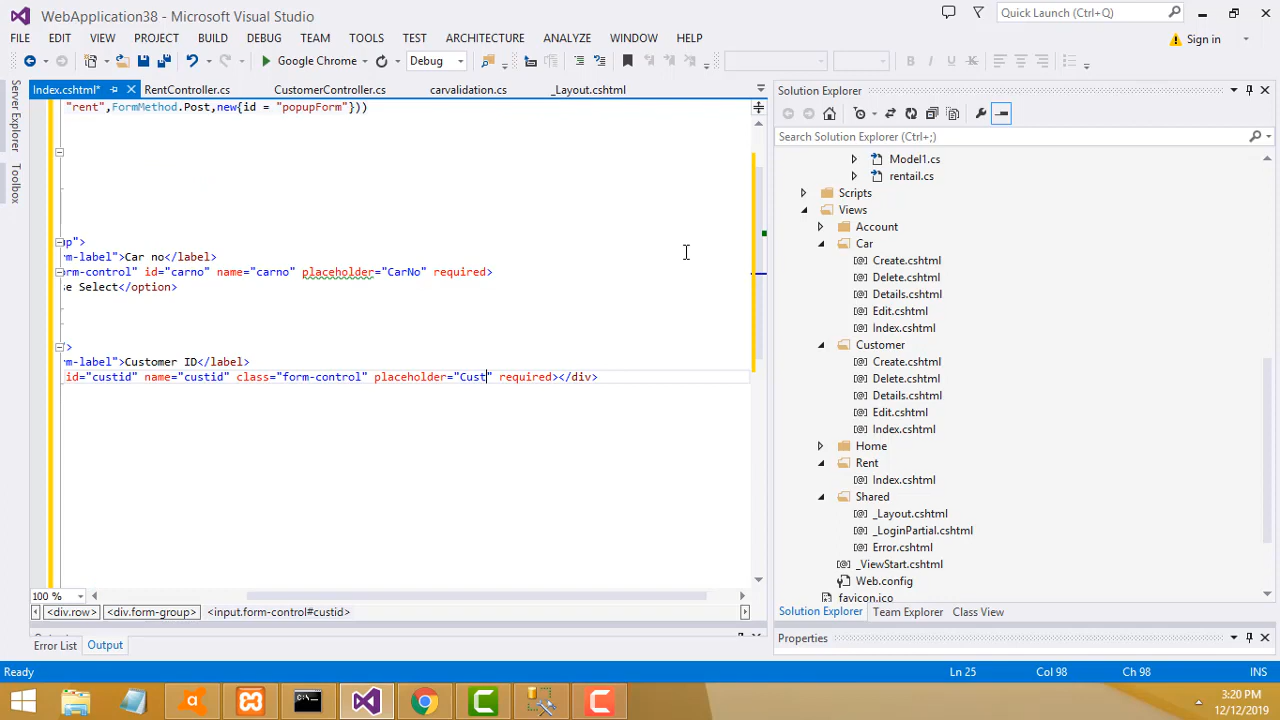 WebApplication38 - Microsoft Visual Studio
Quick Launch (Ctrl+Q)
FILE EDIT VIEW PROJECT BUILD DEBUG TEAM TOOLS TEST ARCHITECTURE ANALYZE WINDOW HELP
Sign in
Google Chrome
Debug
Index.cshtml* RentController.cs CustomerController.cs carvalidation.cs _Layout.cshtml
Server Explorer
Toolbox
"rent",FormMethod.Post,new{id = "popupForm"}))
p">
m-label">Car no</label>
rm-control" id="carno" name="carno" placeholder="CarNo" required>
e Select</option>
/>
m-label">Customer ID</label>
id="custid" name="custid" class="form-control" placeholder="Cust" required></div>
100 %
<div.row> <div.form-group> <input.form-control#custid>
Error List Output
Solution Explorer
Search Solution Explorer (Ctrl+;)
Model1.cs
rentail.cs
Scripts
Views
Account
Car
Create.cshtml
Delete.cshtml
Details.cshtml
Edit.cshtml
Index.cshtml
Customer
Create.cshtml
Delete.cshtml
Details.cshtml
Edit.cshtml
Index.cshtml
Home
Rent
Index.cshtml
Shared
_Layout.cshtml
_LoginPartial.cshtml
Error.cshtml
_ViewStart.cshtml
Web.config
favicon.ico
Solution Explorer Team Explorer Class View
Properties
Ready Ln 25 Col 98 Ch 98 INS
3:20 PM
12/12/2019